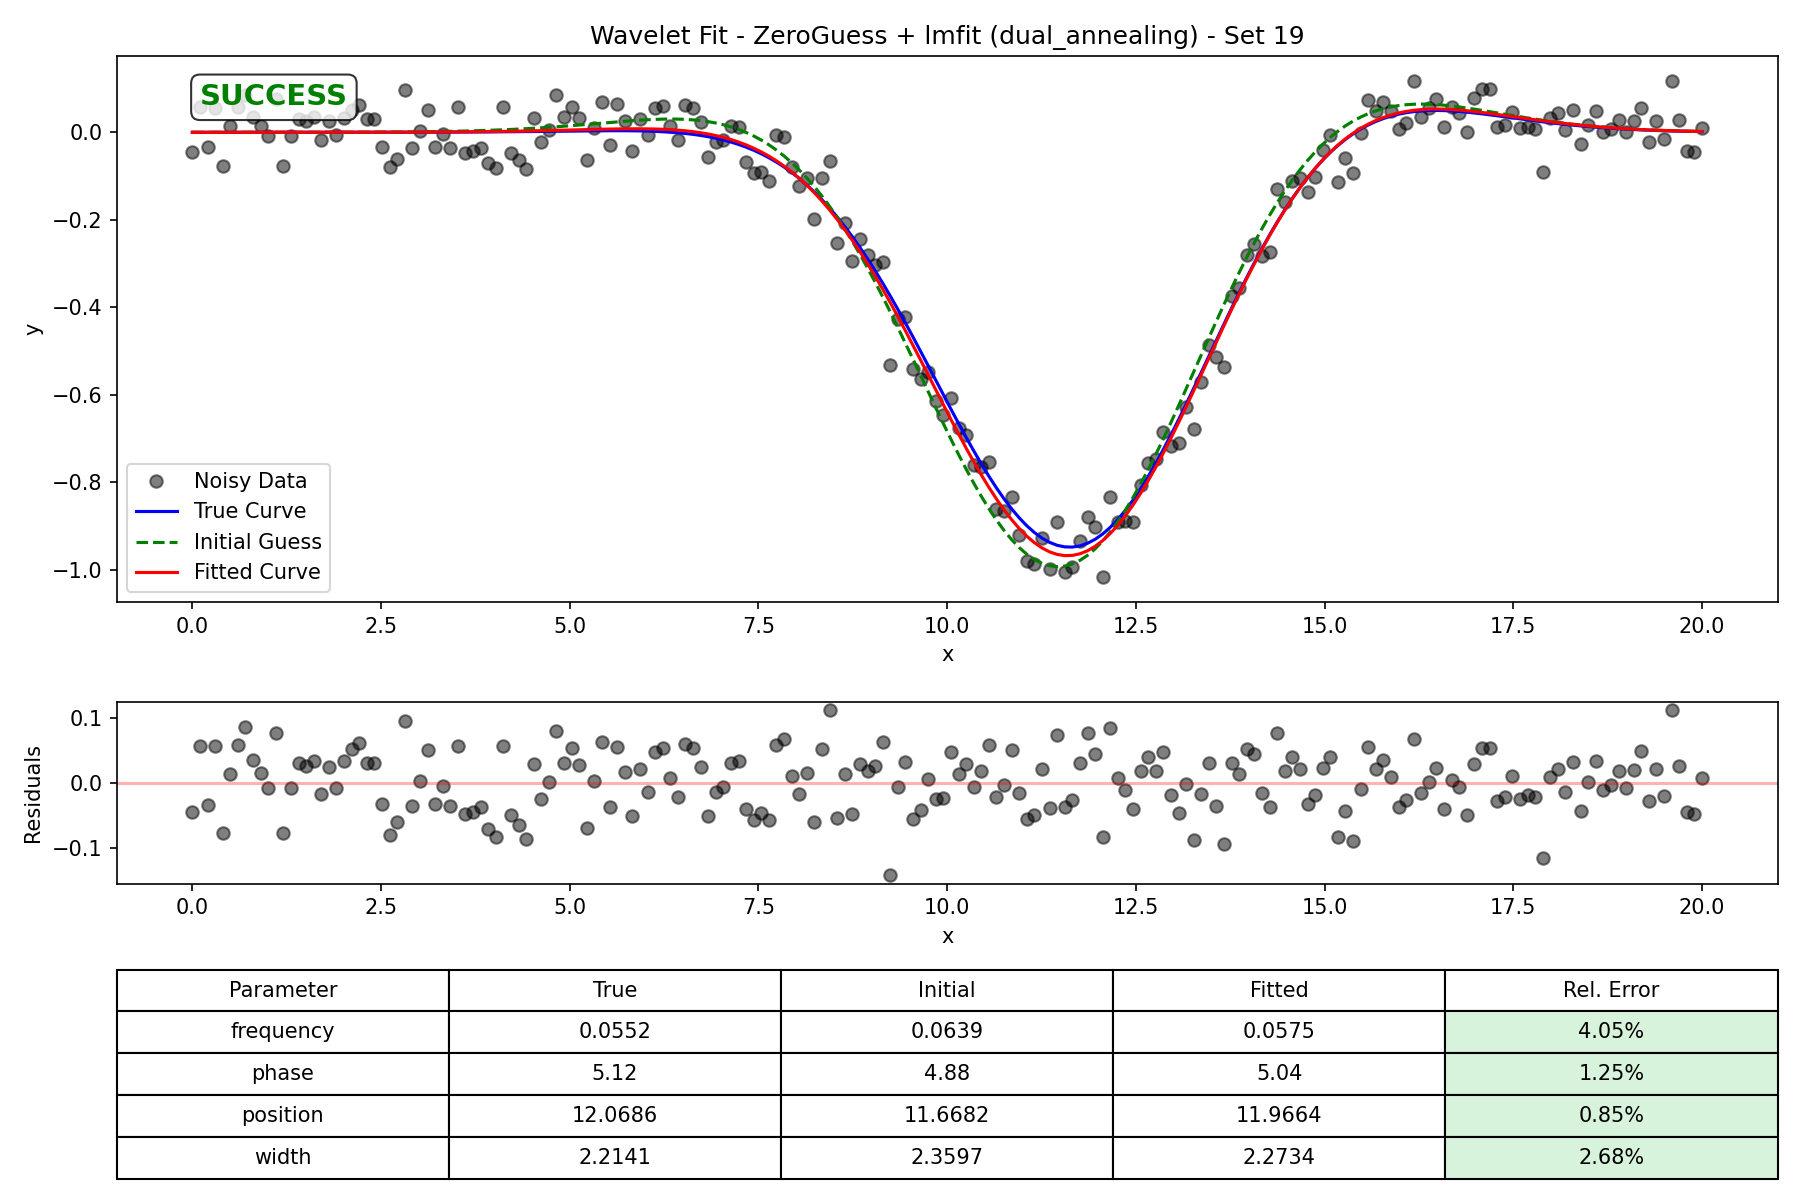 Wavelet Fit - ZeroGuess + lmfit (dual_annealing) - Set 19
SUCCESS
0.0
−0.2
−0.4
−0.6
−0.8
−1.0
y
Noisy Data
True Curve
Initial Guess
Fitted Curve
0.0 2.5 5.0 7.5 10.0 12.5 15.0 17.5 20.0
x
0.1
0.0
−0.1
Residuals
0.0 2.5 5.0 7.5 10.0 12.5 15.0 17.5 20.0
x
Parameter True Initial Fitted Rel. Error
frequency 0.0552 0.0639 0.0575 4.05%
phase 5.12 4.88 5.04 1.25%
position 12.0686 11.6682 11.9664 0.85%
width 2.2141 2.3597 2.2734 2.68%